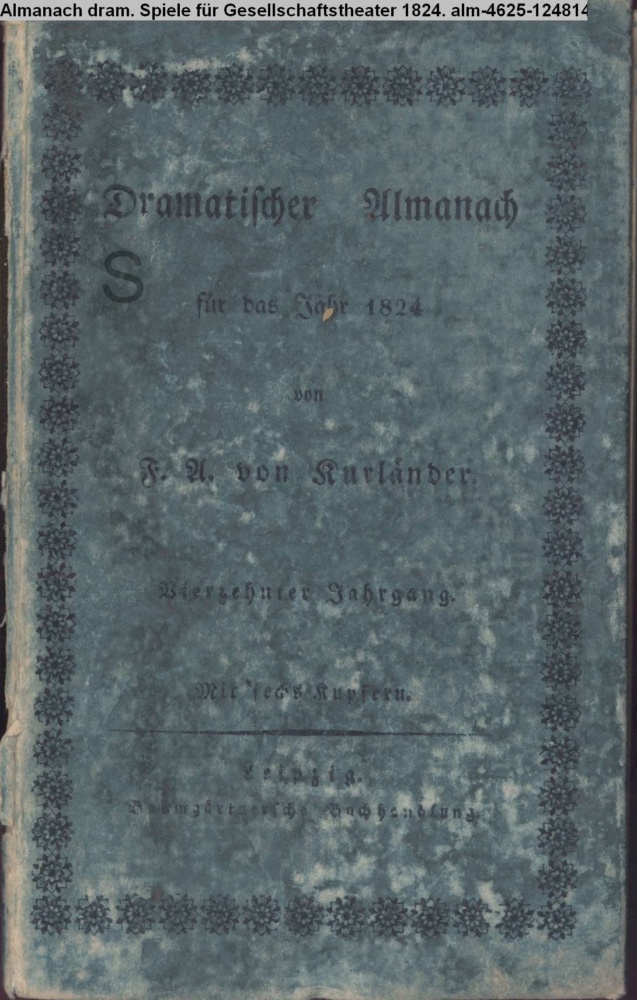 Almanach dram. Spiele für Gesellschaftstheater 1824. alm-4625-124814
Dramatischer Almanach
S
für das Jahr 1824
von
F. A. von Kurländer.
Vierzehnter Jahrgang.
Mit sechs Kupfern.
Leipzig.
Baumgärtnersche Buchhandlung.